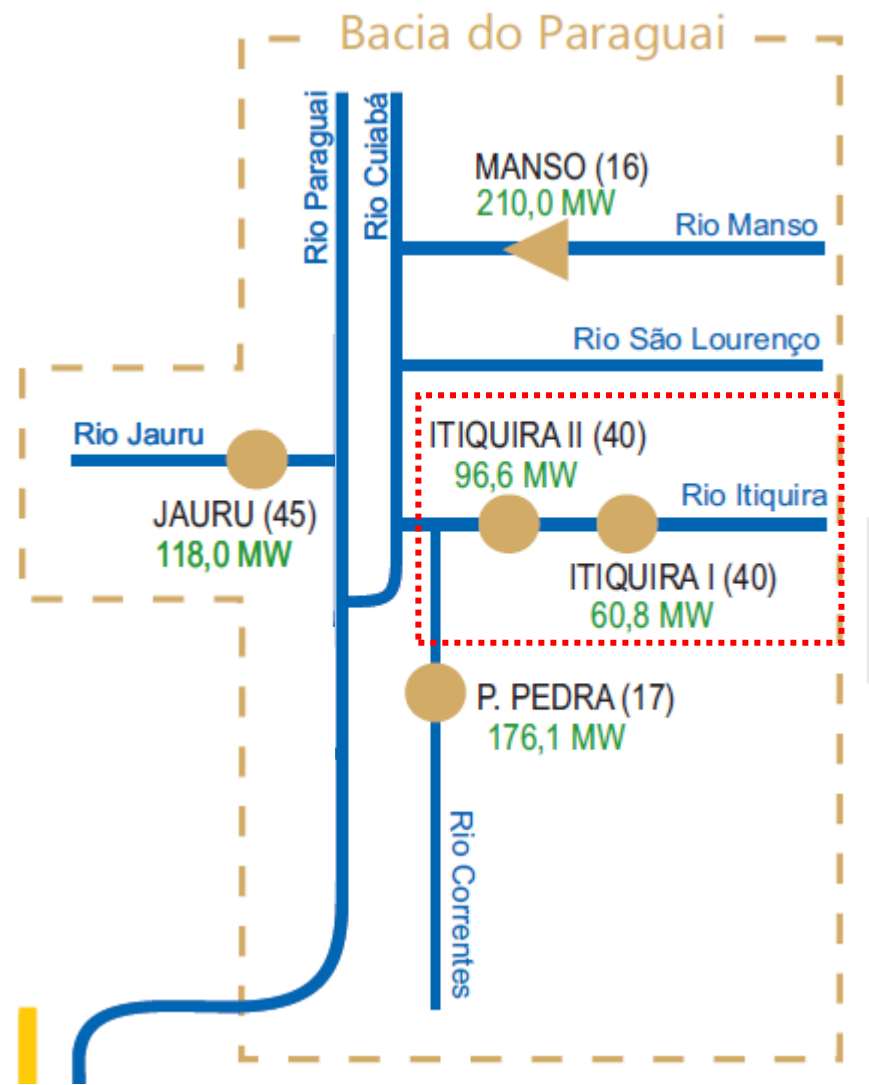 Bacia do Paraguai
Rio Paraguai
Rio Cuiabá
MANSO (16)
210,0 MW
Rio Manso
Rio São Lourenço
Rio Jauru
JAURU (45)
118,0 MW
ITIQUIRA II (40)
96,6 MW
Rio Itiquira
ITIQUIRA I (40)
60,8 MW
P. PEDRA (17)
176,1 MW
Rio Correntes